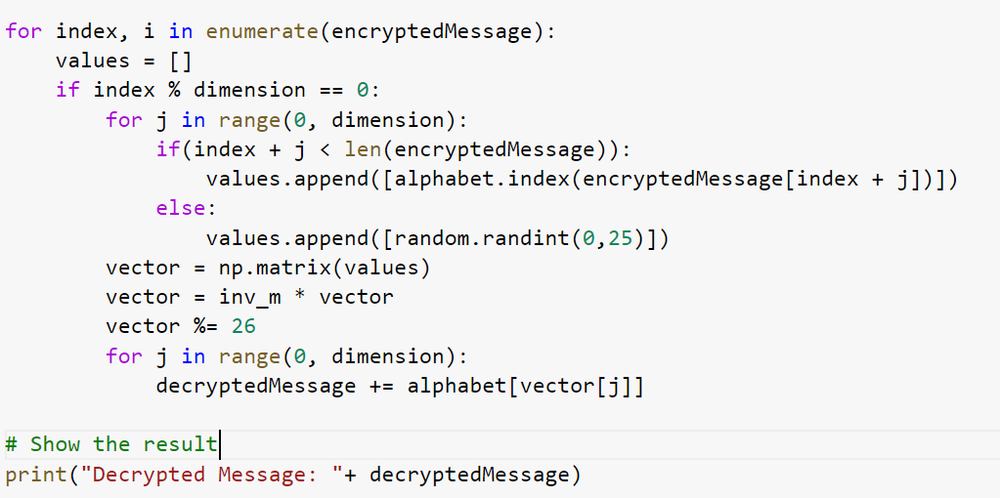 for index, i in enumerate(encryptedMessage):
    values = []
    if index % dimension == 0:
        for j in range(0, dimension):
            if(index + j < len(encryptedMessage)):
                values.append([alphabet.index(encryptedMessage[index + j])])
            else:
                values.append([random.randint(0,25)])
        vector = np.matrix(values)
        vector = inv_m * vector
        vector %= 26
        for j in range(0, dimension):
            decryptedMessage += alphabet[vector[j]]
# Show the result
print("Decrypted Message: "+ decryptedMessage)